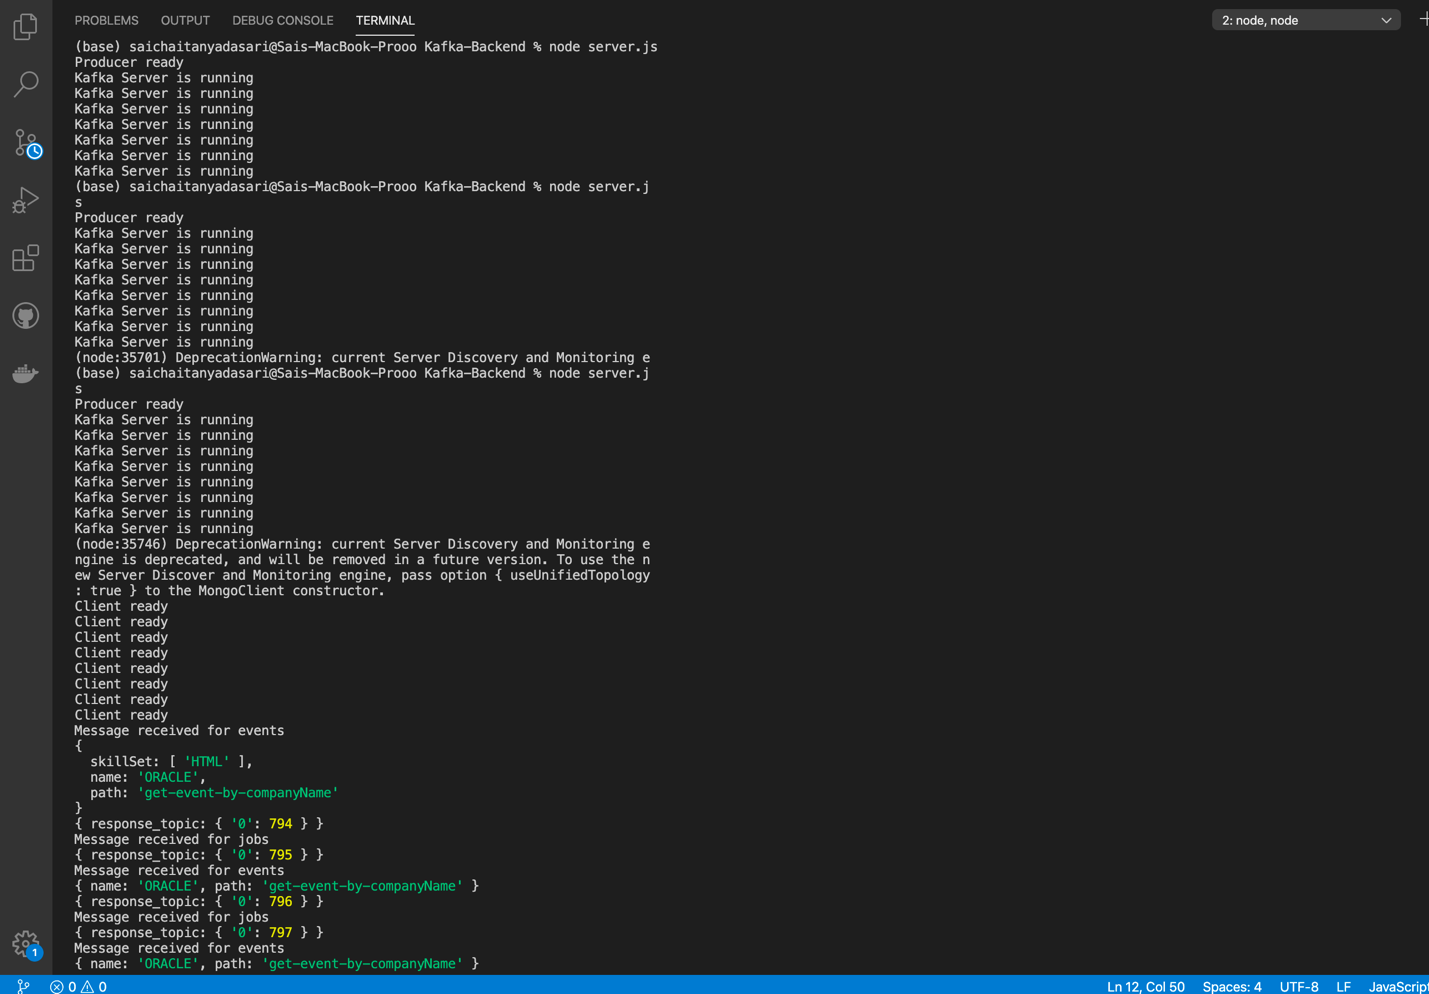 PROBLEMS OUTPUT DEBUG CONSOLE TERMINAL 2: node, node
(base) saichaitanyadasari@Sais-MacBook-Prooo Kafka-Backend % node server.js
Producer ready
Kafka Server is running
Kafka Server is running
Kafka Server is running
Kafka Server is running
Kafka Server is running
Kafka Server is running
Kafka Server is running
(base) saichaitanyadasari@Sais-MacBook-Prooo Kafka-Backend % node server.j
s
Producer ready
Kafka Server is running
Kafka Server is running
Kafka Server is running
Kafka Server is running
Kafka Server is running
Kafka Server is running
Kafka Server is running
Kafka Server is running
(node:35701) DeprecationWarning: current Server Discovery and Monitoring e
(base) saichaitanyadasari@Sais-MacBook-Prooo Kafka-Backend % node server.j
s
Producer ready
Kafka Server is running
Kafka Server is running
Kafka Server is running
Kafka Server is running
Kafka Server is running
Kafka Server is running
Kafka Server is running
Kafka Server is running
(node:35746) DeprecationWarning: current Server Discovery and Monitoring e
ngine is deprecated, and will be removed in a future version. To use the n
ew Server Discover and Monitoring engine, pass option { useUnifiedTopology
: true } to the MongoClient constructor.
Client ready
Client ready
Client ready
Client ready
Client ready
Client ready
Client ready
Client ready
Message received for events
{
  skillSet: [ 'HTML' ],
  name: 'ORACLE',
  path: 'get-event-by-companyName'
}
{ response_topic: { '0': 794 } }
Message received for jobs
{ response_topic: { '0': 795 } }
Message received for events
{ name: 'ORACLE', path: 'get-event-by-companyName' }
{ response_topic: { '0': 796 } }
Message received for jobs
{ response_topic: { '0': 797 } }
Message received for events
{ name: 'ORACLE', path: 'get-event-by-companyName' }
1
0 0 Ln 12, Col 50 Spaces: 4 UTF-8 LF JavaScript